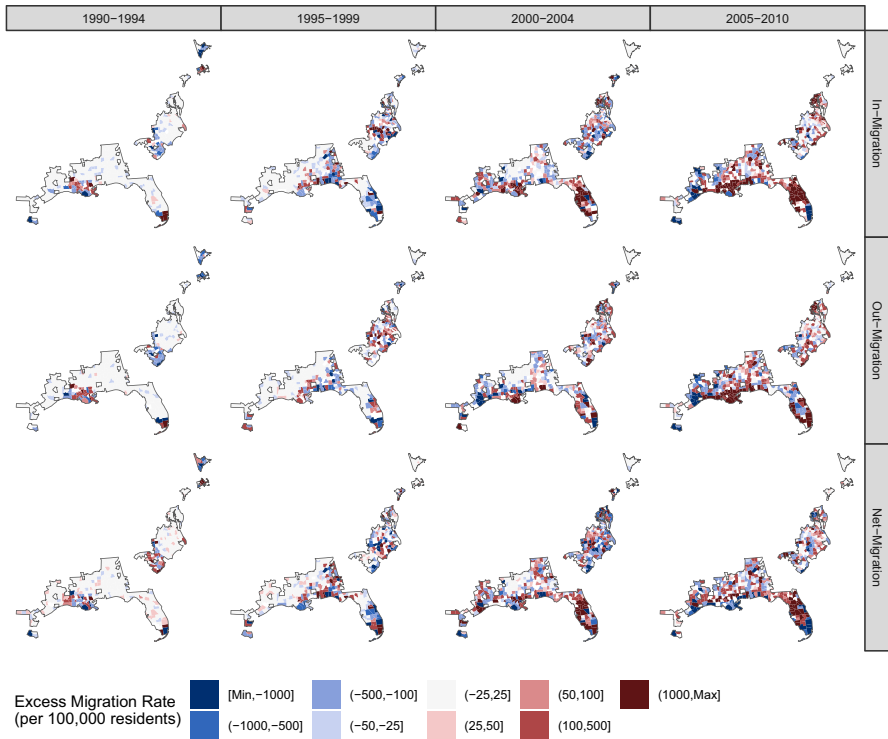 1990−1994
1995−1999
2000−2004
2005−2010
In−Migration
Out−Migration
Net−Migration
Excess Migration Rate
(per 100,000 residents)
[Min,−1000]
(−500,−100]
(−25,25]
(50,100]
(1000,Max]
(−1000,−500]
(−50,−25]
(25,50]
(100,500]